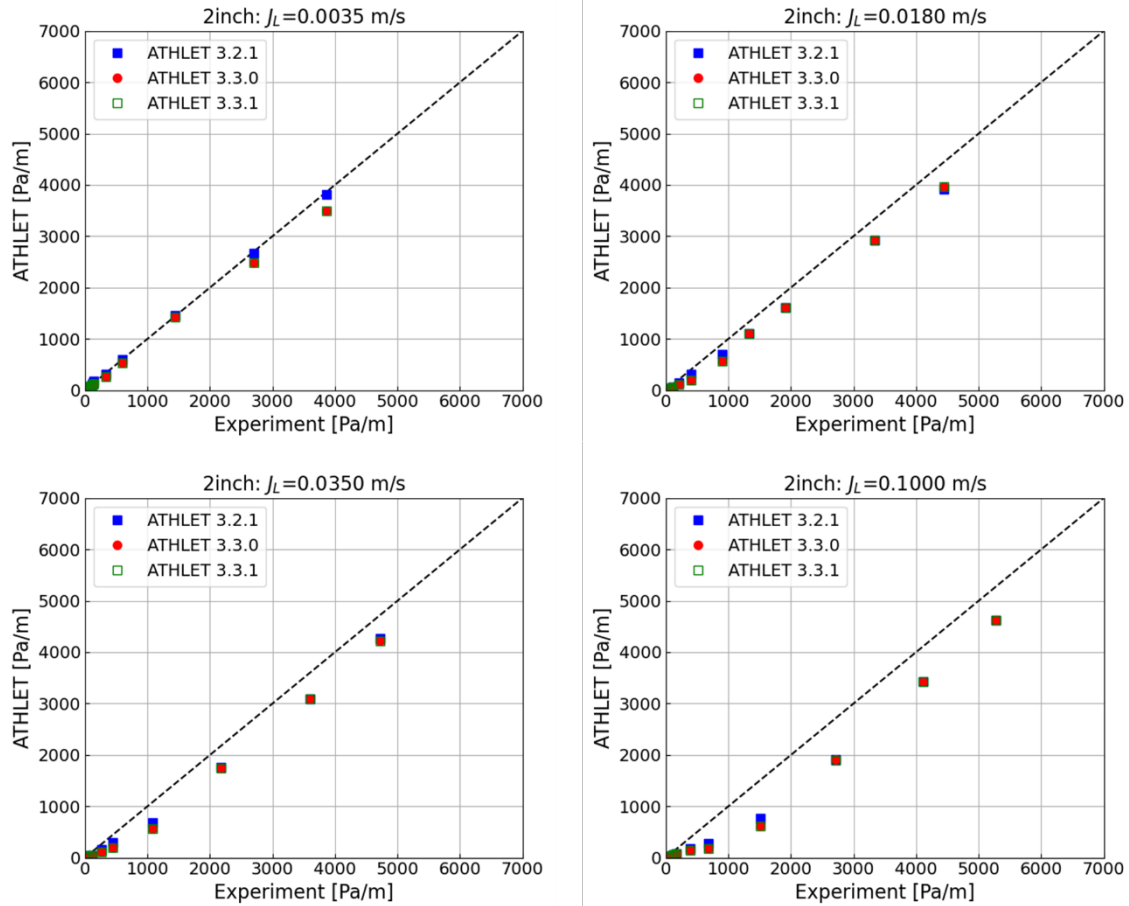 2inch: J_L=0.0035 m/s
7000
6000
5000
4000
3000
2000
1000
0
ATHLET [Pa/m]
ATHLET 3.2.1
ATHLET 3.3.0
ATHLET 3.3.1
0 1000 2000 3000 4000 5000 6000 7000
Experiment [Pa/m]
2inch: J_L=0.0180 m/s
7000
6000
5000
4000
3000
2000
1000
0
ATHLET [Pa/m]
ATHLET 3.2.1
ATHLET 3.3.0
ATHLET 3.3.1
0 1000 2000 3000 4000 5000 6000 7000
Experiment [Pa/m]
2inch: J_L=0.0350 m/s
7000
6000
5000
4000
3000
2000
1000
0
ATHLET [Pa/m]
ATHLET 3.2.1
ATHLET 3.3.0
ATHLET 3.3.1
0 1000 2000 3000 4000 5000 6000 7000
Experiment [Pa/m]
2inch: J_L=0.1000 m/s
7000
6000
5000
4000
3000
2000
1000
0
ATHLET [Pa/m]
ATHLET 3.2.1
ATHLET 3.3.0
ATHLET 3.3.1
0 1000 2000 3000 4000 5000 6000 7000
Experiment [Pa/m]